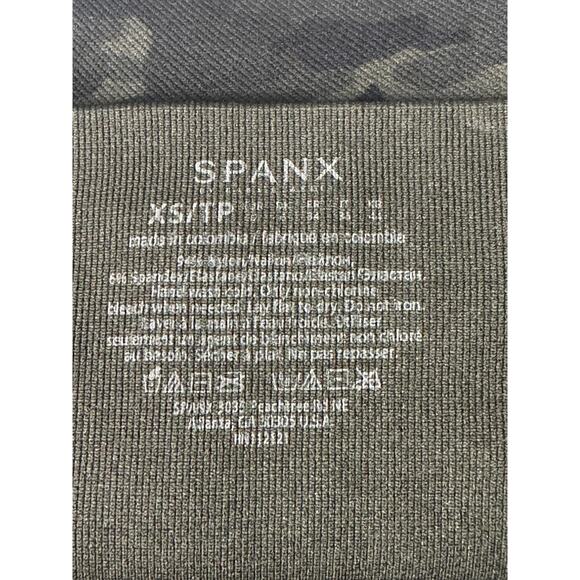 SPANX
XS/TP
made in colombia / fabriqué en colombie
94% Nylon/Nailon/Нейлон.
6% Spandex/Elastane/Elastano/Elastan/Эластан.
Hand wash cold. Only non-chlorine
bleach when needed. Lay flat to dry. Do not iron.
Laver à la main à l'eau froide. Utiliser
seulement un agent de blanchiment non chloré
au besoin. Sécher à plat. Ne pas repasser.
SPANX 3035 Peachtree Rd NE
Atlanta, GA 30305 U.S.A.